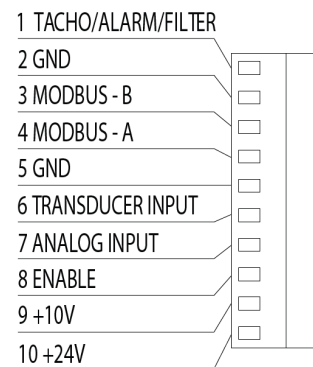 1 TACHO/ALARM/FILTER
2 GND
3 MODBUS - B
4 MODBUS - A
5 GND
6 TRANSDUCER INPUT
7 ANALOG INPUT
8 ENABLE
9 +10V
10 +24V